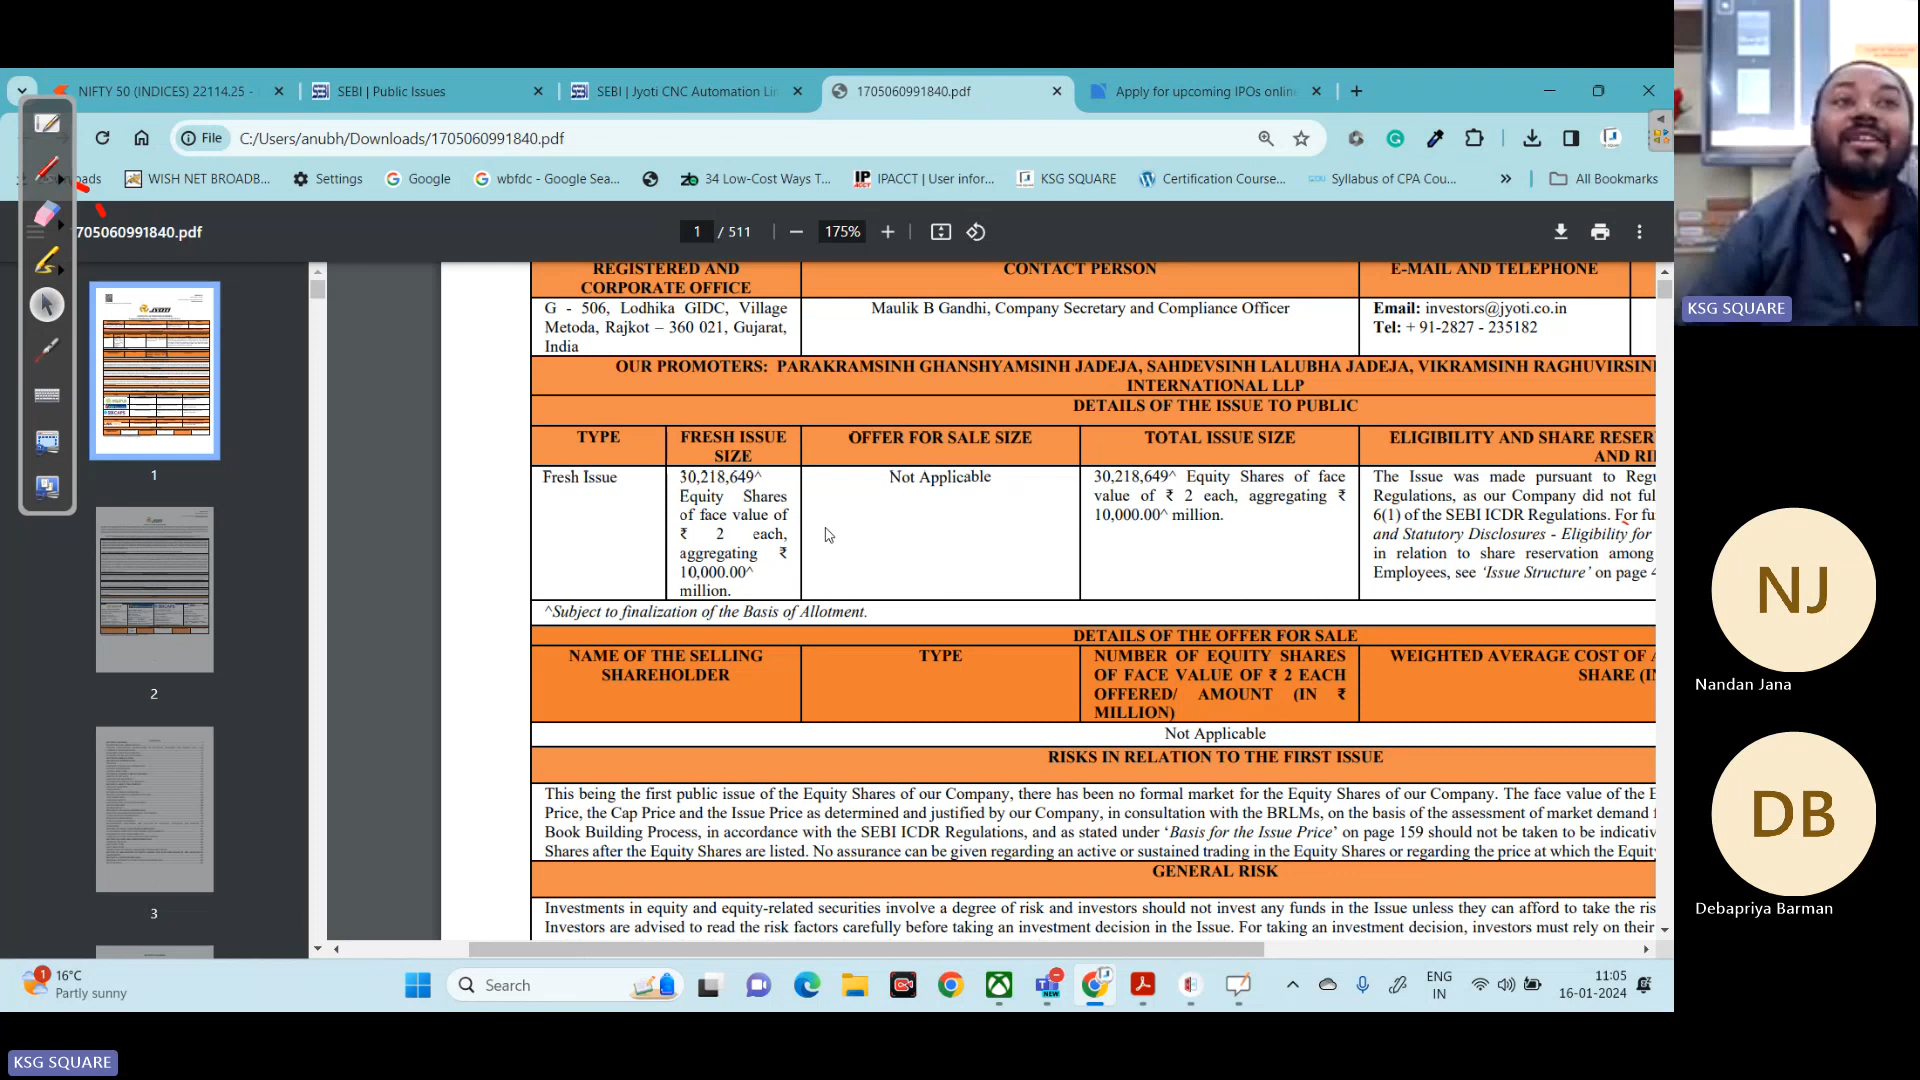 NIFTY 50 (INDICES) 22114.25 -
SEBI | Public Issues
SEBI | Jyoti CNC Automation Li
1705060991840.pdf
Apply for upcoming IPOs onlin
File
C:/Users/anubh/Downloads/1705060991840.pdf
WISH NET BROADB...
Settings
Google
wbfdc - Google Sea...
34 Low-Cost Ways T...
IPACCT | User infor...
KSG SQUARE
Certification Course...
Syllabus of CPA Cou...
»
All Bookmarks
705060991840.pdf
1 / 511
175%
1
2
3
REGISTERED AND
CORPORATE OFFICE
CONTACT PERSON
E-MAIL AND TELEPHONE
G - 506, Lodhika GIDC, Village
Metoda, Rajkot – 360 021, Gujarat,
India
Maulik B Gandhi, Company Secretary and Compliance Officer
Email: investors@jyoti.co.in
Tel: + 91-2827 - 235182
OUR PROMOTERS: PARAKRAMSINH GHANSHYAMSINH JADEJA, SAHDEVSINH LALUBHA JADEJA, VIKRAMSINH RAGHUVIRSIN
INTERNATIONAL LLP
DETAILS OF THE ISSUE TO PUBLIC
TYPE
FRESH ISSUE
SIZE
OFFER FOR SALE SIZE
TOTAL ISSUE SIZE
ELIGIBILITY AND SHARE RESER
AND RI
Fresh Issue
30,218,649^
Equity Shares
of face value of
₹ 2 each,
aggregating ₹
10,000.00^
million.
Not Applicable
30,218,649^ Equity Shares of face
value of ₹ 2 each, aggregating ₹
10,000.00^ million.
The Issue was made pursuant to Regu
Regulations, as our Company did not ful
6(1) of the SEBI ICDR Regulations. For fu
and Statutory Disclosures - Eligibility for
in relation to share reservation among
Employees, see ‘Issue Structure’ on page 4
^Subject to finalization of the Basis of Allotment.
DETAILS OF THE OFFER FOR SALE
NAME OF THE SELLING
SHAREHOLDER
TYPE
NUMBER OF EQUITY SHARES
OF FACE VALUE OF ₹ 2 EACH
OFFERED/ AMOUNT (IN ₹
MILLION)
WEIGHTED AVERAGE COST OF A
SHARE (IN
Not Applicable
RISKS IN RELATION TO THE FIRST ISSUE
This being the first public issue of the Equity Shares of our Company, there has been no formal market for the Equity Shares of our Company. The face value of the E
Price, the Cap Price and the Issue Price as determined and justified by our Company, in consultation with the BRLMs, on the basis of the assessment of market demand f
Book Building Process, in accordance with the SEBI ICDR Regulations, and as stated under ‘Basis for the Issue Price’ on page 159 should not be taken to be indicativ
Shares after the Equity Shares are listed. No assurance can be given regarding an active or sustained trading in the Equity Shares or regarding the price at which the Equity
GENERAL RISK
Investments in equity and equity-related securities involve a degree of risk and investors should not invest any funds in the Issue unless they can afford to take the ris
Investors are advised to read the risk factors carefully before taking an investment decision in the Issue. For taking an investment decision, investors must rely on their
KSG SQUARE
NJ
Nandan Jana
DB
Debapriya Barman
1
16°C
Partly sunny
Search
NEW
ENG
IN
11:05
16-01-2024
KSG SQUARE